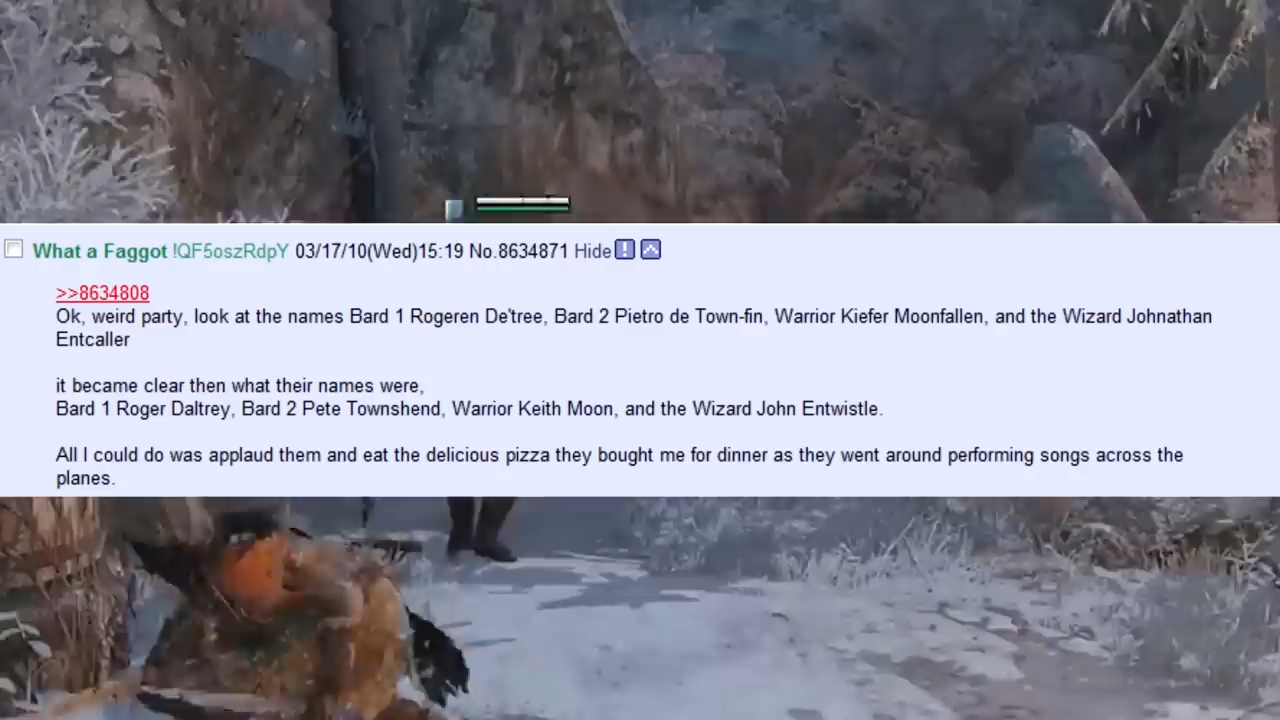 What a Faggot !QF5oszRdpY 03/17/10(Wed)15:19 No.8634871 Hide
>>8634808
Ok, weird party, look at the names Bard 1 Rogeren De'tree, Bard 2 Pietro de Town-fin, Warrior Kiefer Moonfallen, and the Wizard Johnathan
Entcaller
it became clear then what their names were,
Bard 1 Roger Daltrey, Bard 2 Pete Townshend, Warrior Keith Moon, and the Wizard John Entwistle.
All I could do was applaud them and eat the delicious pizza they bought me for dinner as they went around performing songs across the
planes.